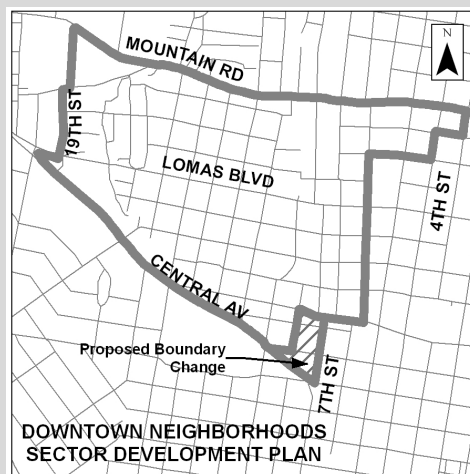 N
MOUNTAIN RD
19TH ST
LOMAS BLVD
4TH ST
CENTRAL AV
Proposed Boundary
Change
7TH ST
DOWNTOWN NEIGHBORHOODS
SECTOR DEVELOPMENT PLAN